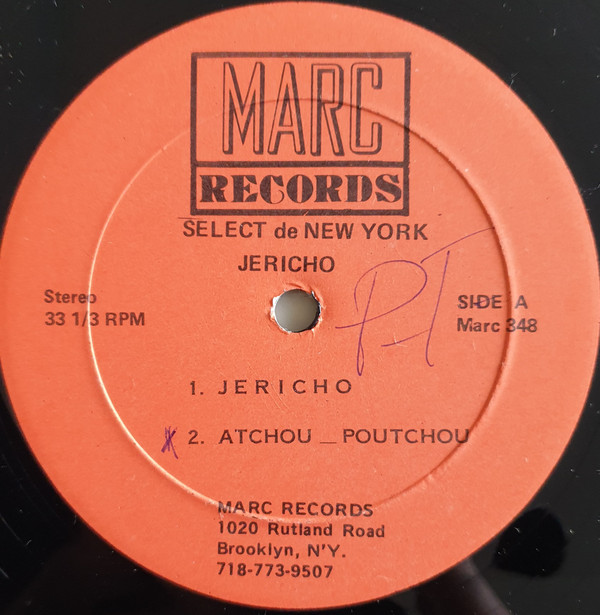 MARC
RECORDS
SELECT de NEW YORK
JERICHO
Stereo
33 1/3 RPM
SIDE A
Marc 348
PT
1. JERICHO
2. ATCHOU _ POUTCHOU
MARC RECORDS
1020 Rutland Road
Brooklyn, N'Y.
718-773-9507